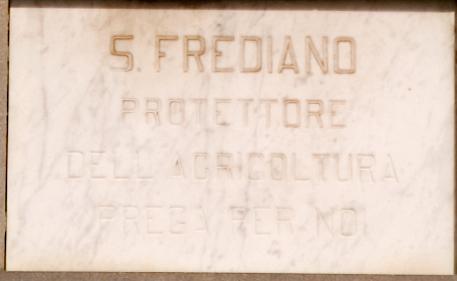 S. FREDIANO
PROTETTORE
DELL'AGRICOLTURA
PREGA PER NOI